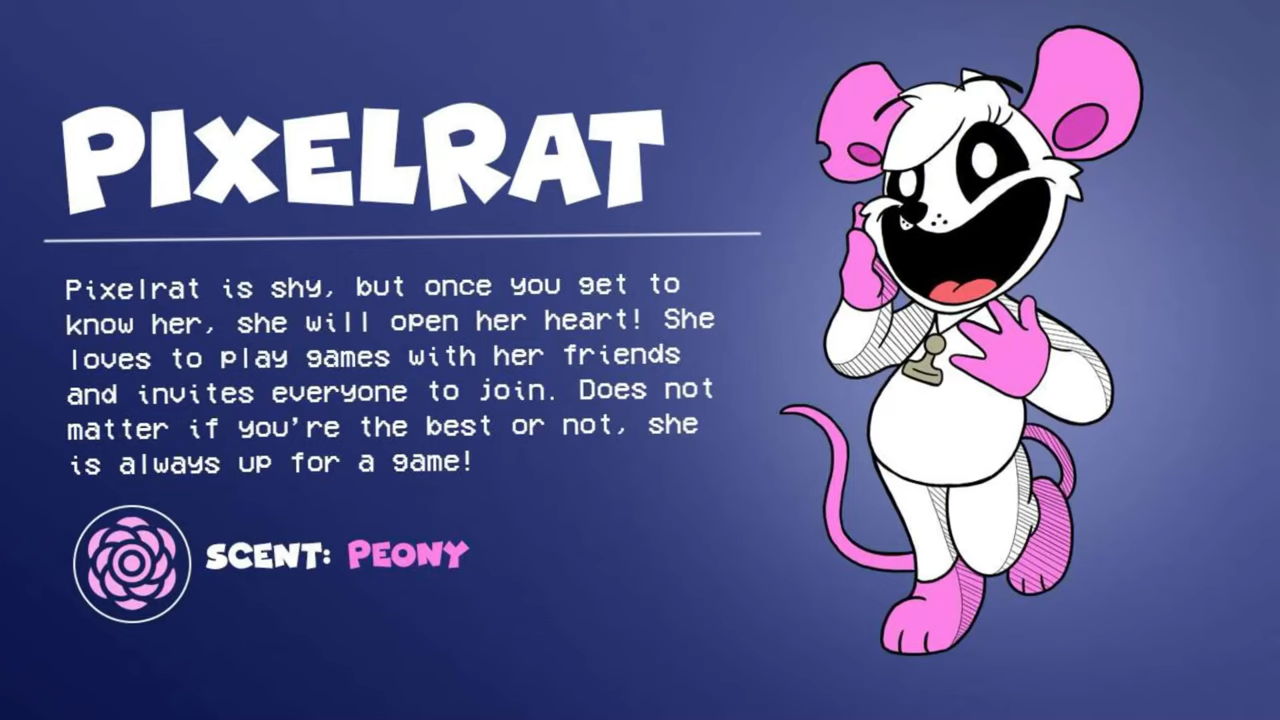 PIXELRAT
Pixelrat is shy, but once you get to
know her, she will open her heart! She
loves to play games with her friends
and invites everyone to join. Does not
matter if you're the best or not, she
is always up for a game!
SCENT: PEONY